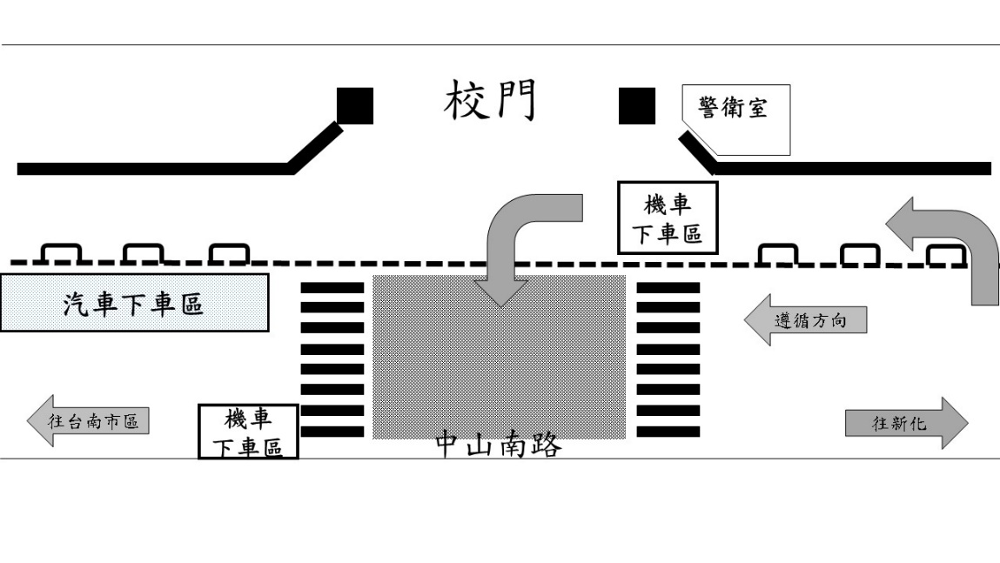 校門
警衛室
機車
下車區
汽車下車區
遵循方向
往台南市區
機車
下車區
往新化
中山南路